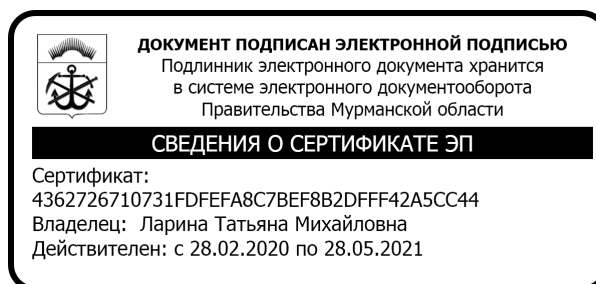 ДОКУМЕНТ ПОДПИСАН ЭЛЕКТРОННОЙ ПОДПИСЬЮ
Подлинник электронного документа хранится
в системе электронного документооборота
Правительства Мурманской области
СВЕДЕНИЯ О СЕРТИФИКАТЕ ЭП
Сертификат:
4362726710731FDFEFA8C7BEF8B2DFFF42A5CC44
Владелец: Ларина Татьяна Михайловна
Действителен: с 28.02.2020 по 28.05.2021